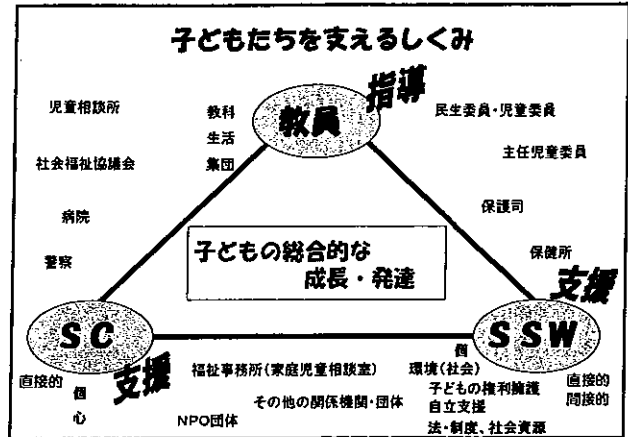 子どもたちを支えるしくみ
指導
児童相談所
教科
教員
民生委員・児童委員
生活
社会福祉協議会
集団
主任児童委員
病院
保護司
子どもの総合的な
成長・発達
警察
保健所
支援
SC
SSW
支援
直接的
個
心
福祉事務所(家庭児童相談室)
その他の関係機関・団体
NPO団体
個
環境(社会)
子どもの権利擁護
自立支援
法・制度、社会資源
直接的
間接的